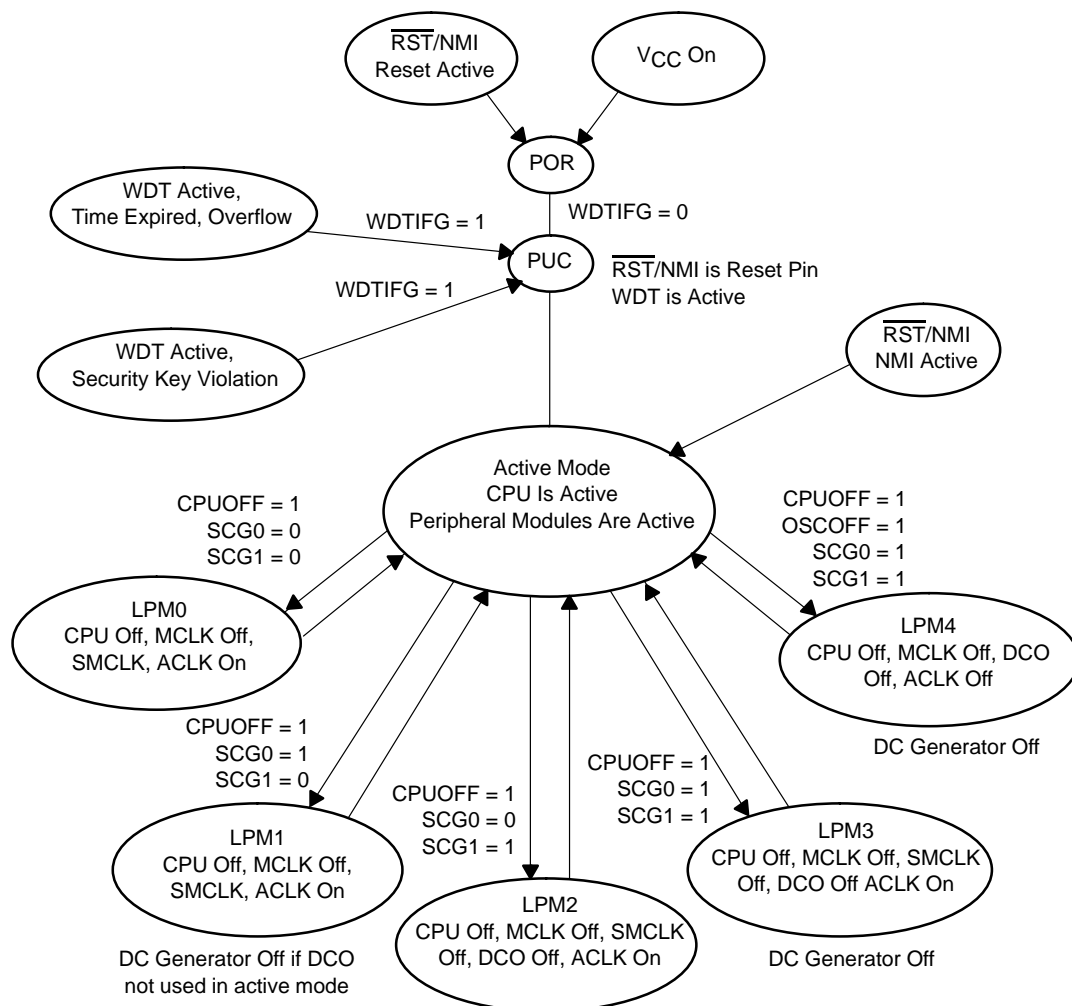 RST/NMI
Reset Active
VCC On
POR
WDTIFG = 0
WDT Active,
Time Expired, Overflow
WDTIFG = 1
PUC
RST/NMI is Reset Pin
WDT is Active
WDTIFG = 1
WDT Active,
Security Key Violation
RST/NMI
NMI Active
Active Mode
CPU Is Active
Peripheral Modules Are Active
CPUOFF = 1
SCG0 = 0
SCG1 = 0
CPUOFF = 1
OSCOFF = 1
SCG0 = 1
SCG1 = 1
LPM0
CPU Off, MCLK Off,
SMCLK, ACLK On
LPM4
CPU Off, MCLK Off, DCO
Off, ACLK Off
DC Generator Off
CPUOFF = 1
SCG0 = 1
SCG1 = 0
CPUOFF = 1
SCG0 = 0
SCG1 = 1
CPUOFF = 1
SCG0 = 1
SCG1 = 1
LPM1
CPU Off, MCLK Off,
SMCLK, ACLK On
DC Generator Off if DCO
not used in active mode
LPM2
CPU Off, MCLK Off, SMCLK
Off, DCO Off, ACLK On
LPM3
CPU Off, MCLK Off, SMCLK
Off, DCO Off ACLK On
DC Generator Off